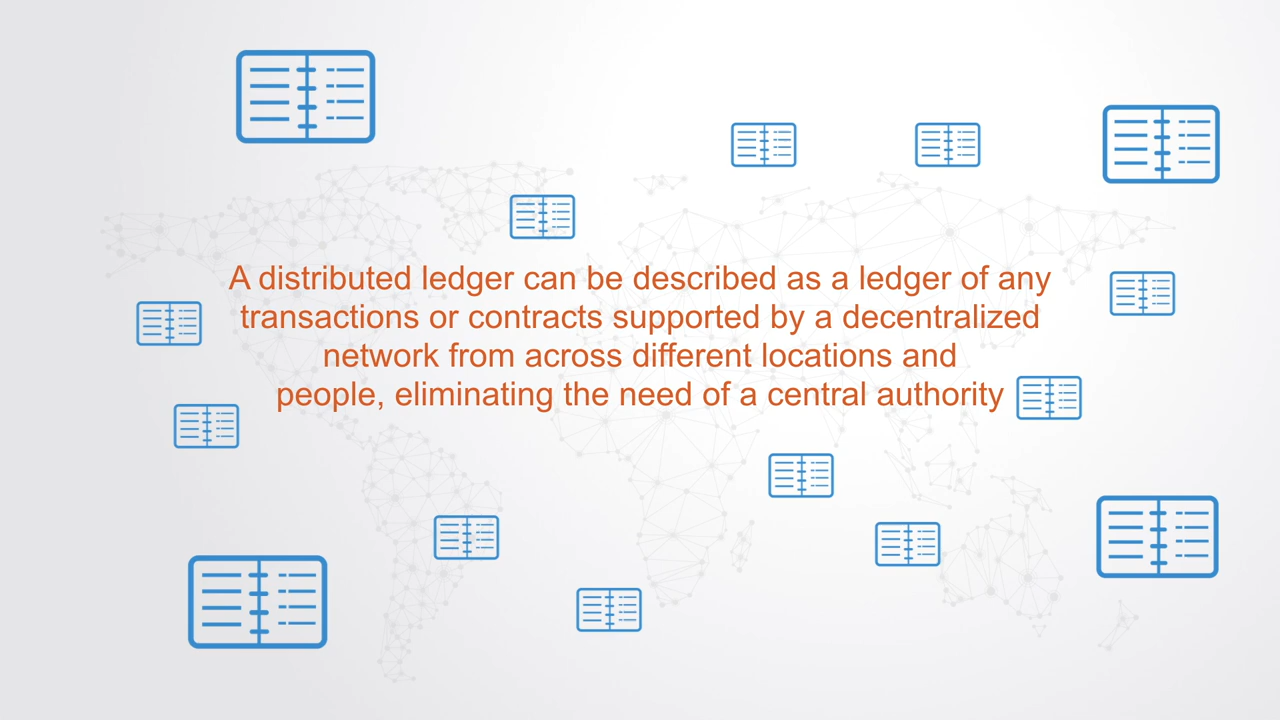 A distributed ledger can be described as a ledger of any
transactions or contracts supported by a decentralized
network from across different locations and
people, eliminating the need of a central authority